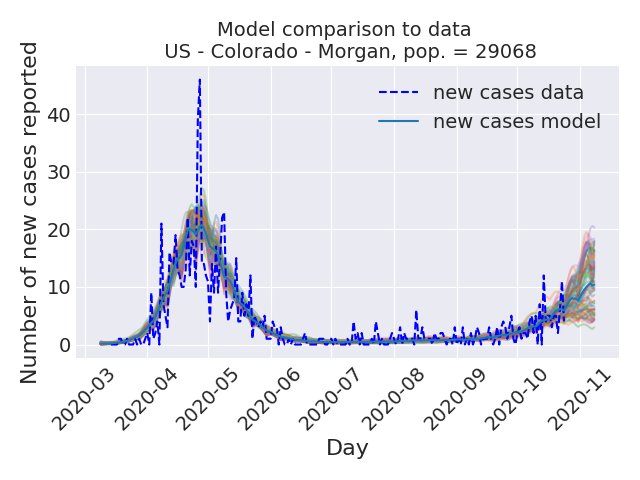 Model comparison to data
US - Colorado - Morgan, pop. = 29068
Number of new cases reported
40
30
20
10
0
new cases data
new cases model
2020-03
2020-04
2020-05
2020-06
2020-07
2020-08
2020-09
2020-10
2020-11
Day